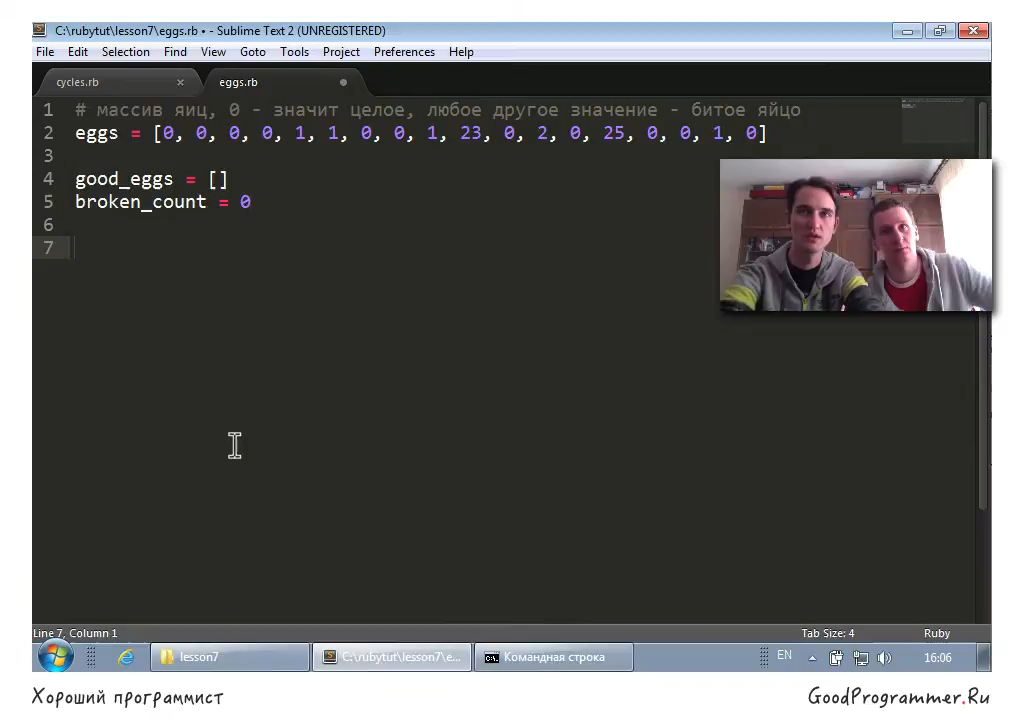 C:\rubytut\lesson7\eggs.rb • - Sublime Text 2 (UNREGISTERED)
File Edit Selection Find View Goto Tools Project Preferences Help
cycles.rb × eggs.rb
1 # массив яиц, 0 - значит целое, любое другое значение - битое яйцо
2 eggs = [0, 0, 0, 0, 1, 1, 0, 0, 1, 23, 0, 2, 0, 25, 0, 0, 1, 0]
3
4 good_eggs = []
5 broken_count = 0
6
7
Line 7, Column 1 Tab Size: 4 Ruby
lesson7 C:\rubytut\lesson7\e... Командная строка EN 16:06
Хороший программист GoodProgrammer.Ru